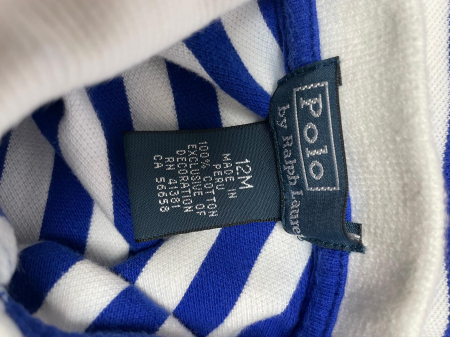 Polo
by Ralph Lauren
12M
MADE IN
PERU
100% COTTON
EXCLUSIVE OF
DECORATION
RN 41381
CA 56658